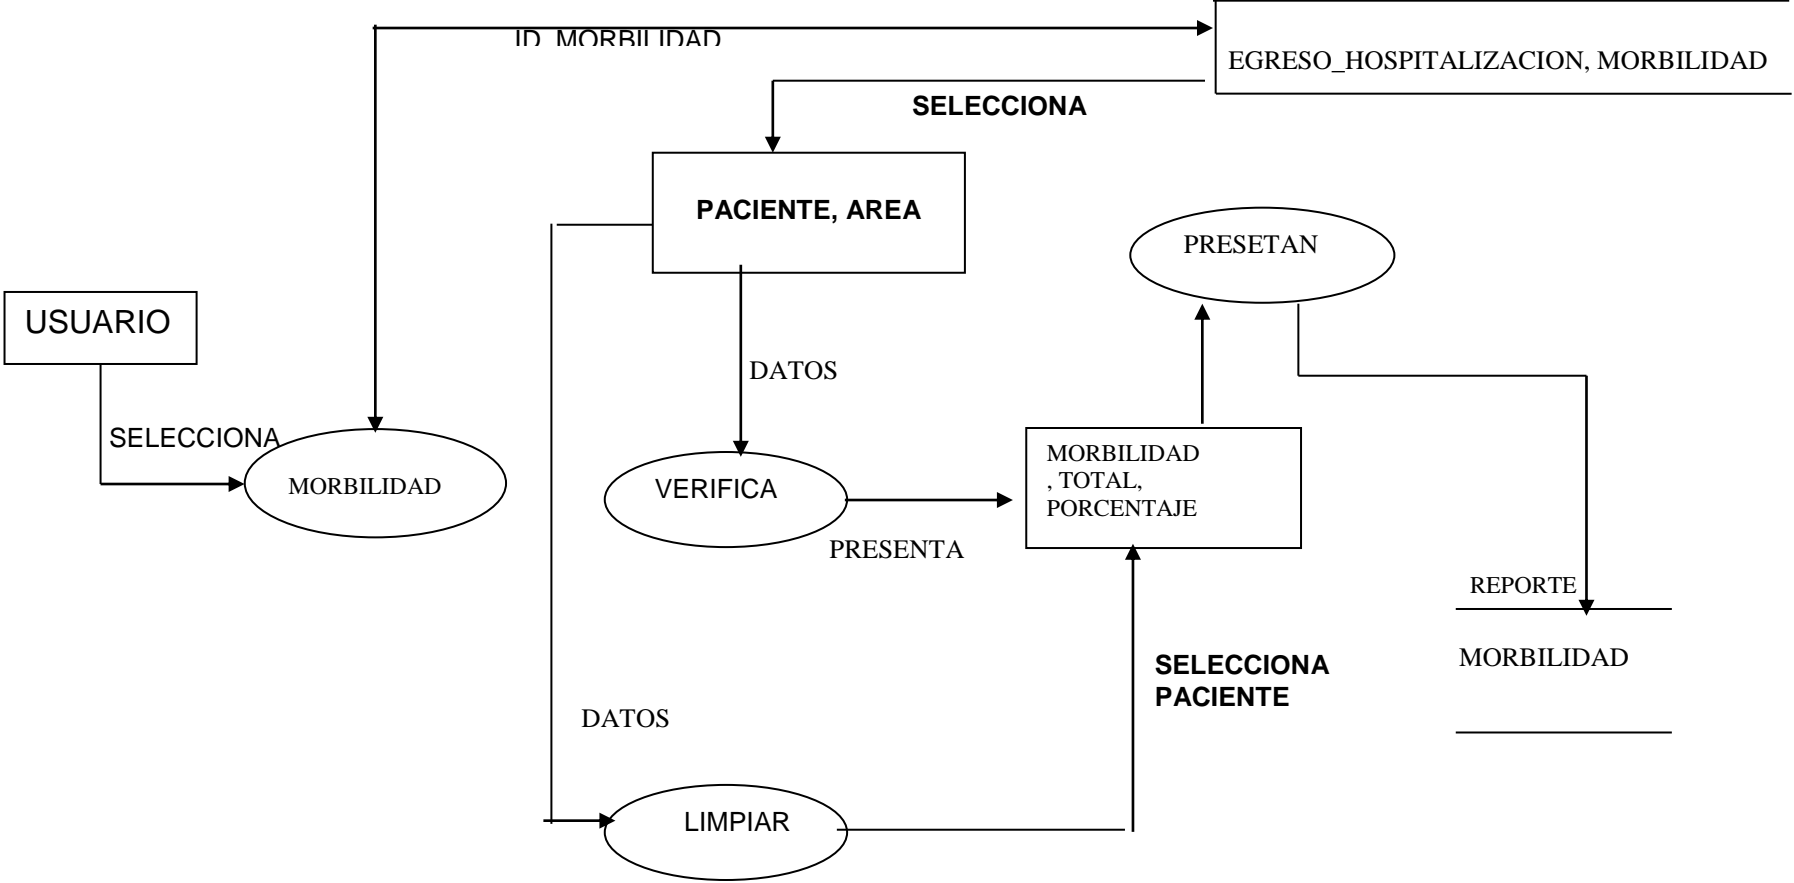 ID_MORBILIDAD
EGRESO_HOSPITALIZACION, MORBILIDAD
SELECCIONA
PACIENTE, AREA
PRESETAN
USUARIO
DATOS
SELECCIONA
MORBILIDAD
VERIFICA
MORBILIDAD
, TOTAL,
PORCENTAJE
PRESENTA
REPORTE
MORBILIDAD
SELECCIONA
PACIENTE
DATOS
LIMPIAR